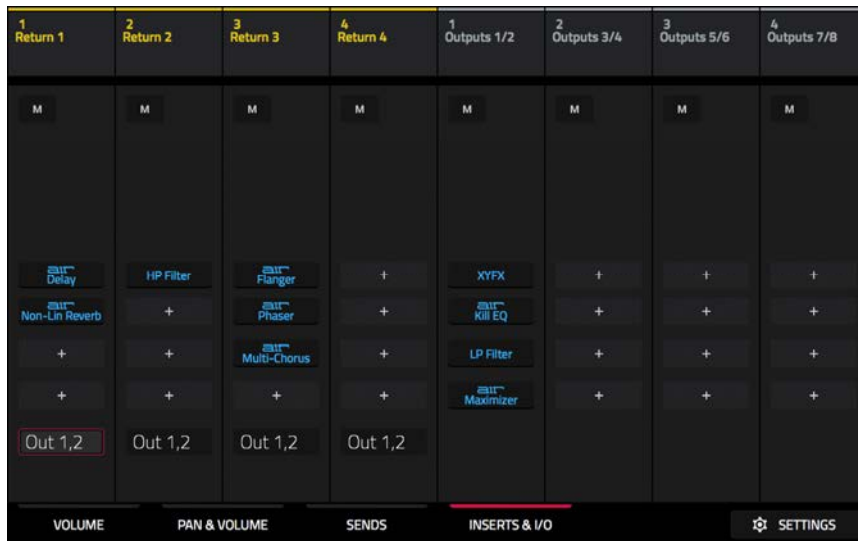 1 2 3 4 1 2 3 4
Return 1 Return 2 Return 3 Return 4 Outputs 1/2 Outputs 3/4 Outputs 5/6 Outputs 7/8
M M M M M M M M
air air
Delay HP Filter Flanger + XYFX + + +
air air air
Non-Lin Reverb + Phaser + Kill EQ + + +
air
+ + Multi-Chorus + LP Filter + + +
air
+ + + + Maximizer + + +
Out 1,2 Out 1,2 Out 1,2 Out 1,2
VOLUME PAN & VOLUME SENDS INSERTS & I/O SETTINGS